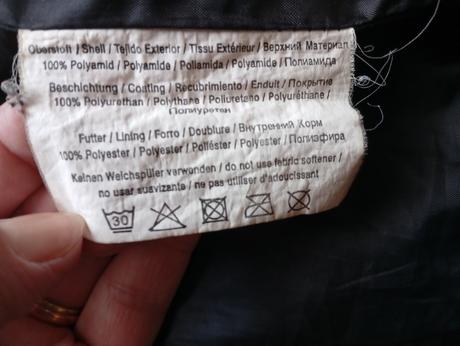 Oberstoff / Shell / Tejido Exterior / Tissu Extérieur / Верхний Материал
100% Polyamid / Polyamide / Poliamida / Polyamide / Полиамида
Beschichtung / Coating / Recubrimiento / Enduit / Покрытие
100% Polyurethan / Polythane / Poliuretano / Polyuréthane /
Полиуретен
Futter / Lining / Forro / Doublure / Внутренний Корм
100% Polyester / Polyester / Poliéster / Polyester / Полиэфира
Keinen Weichspüler verwenden / do not use fabric softener /
no usar suavizante / ne pas utiliser d'adoucissant
30